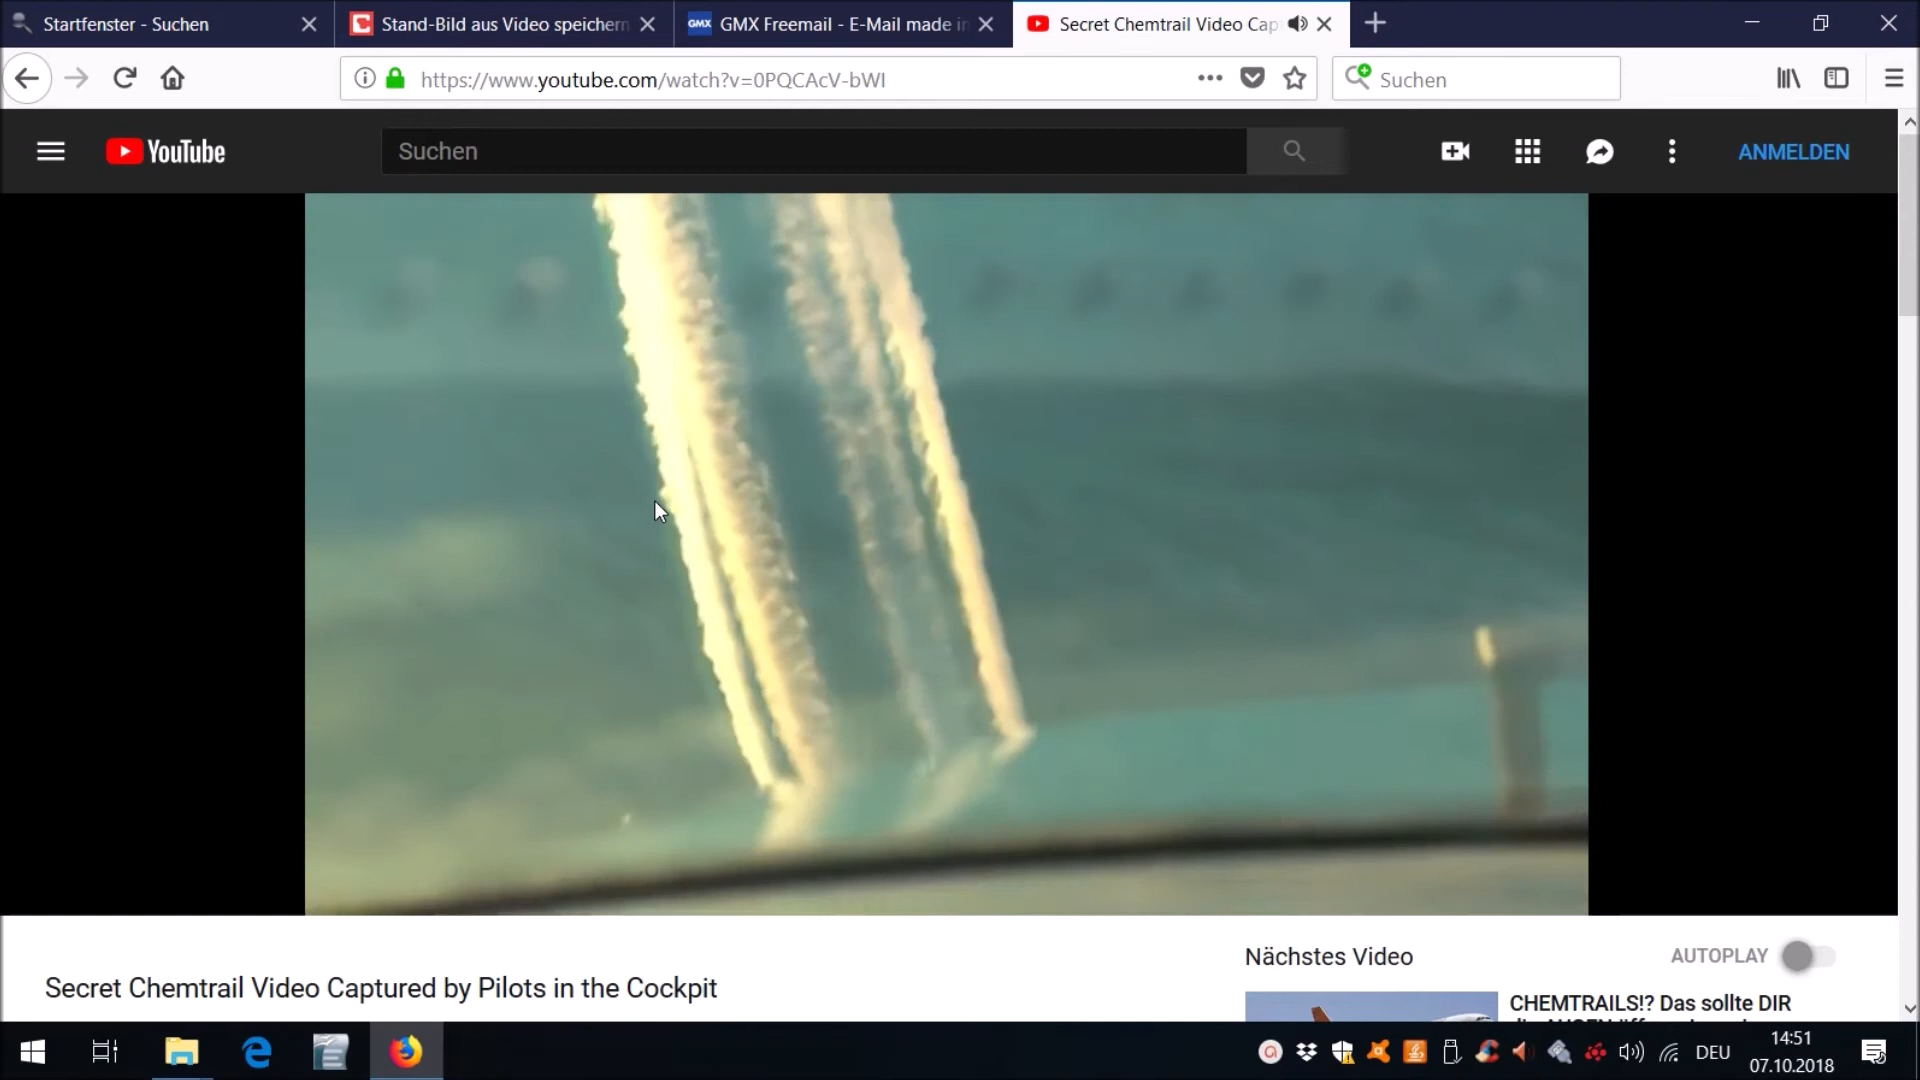 Startfenster - Suchen
Stand-Bild aus Video speichern
GMX Freemail - E-Mail made in
Secret Chemtrail Video Cap
https://www.youtube.com/watch?v=0PQCAcV-bWI
Suchen
YouTube
Suchen
ANMELDEN
Nächstes Video
AUTOPLAY
Secret Chemtrail Video Captured by Pilots in the Cockpit
CHEMTRAILS!? Das sollte DIR
DEU
14:51
07.10.2018